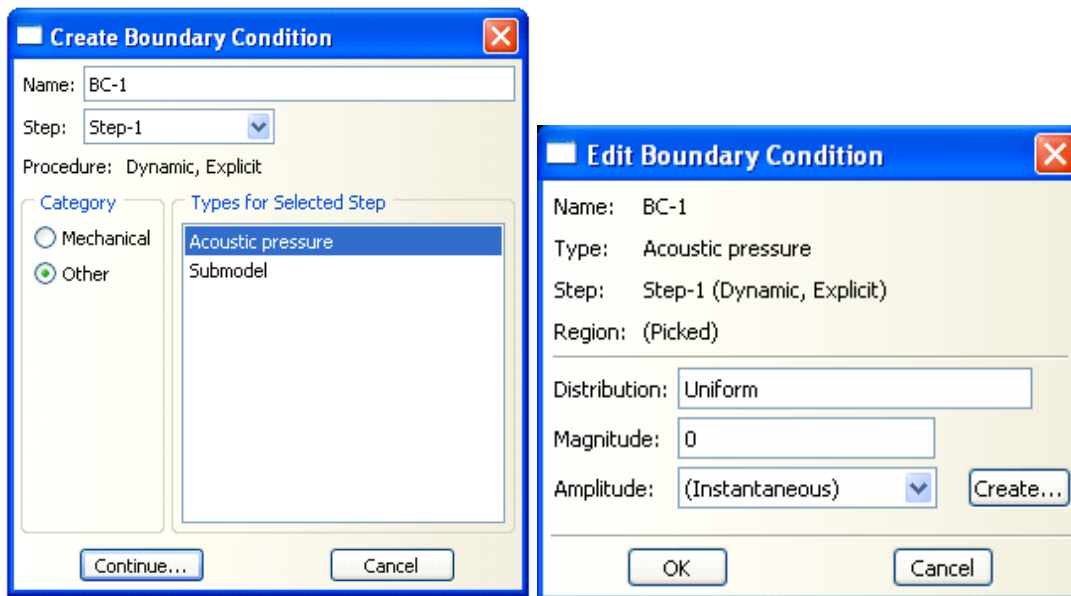 Create Boundary Condition
Name: BC-1
Step: Step-1
Procedure: Dynamic, Explicit
Category
Mechanical
Other
Types for Selected Step
Acoustic pressure
Submodel
Continue... Cancel
Edit Boundary Condition
Name: BC-1
Type: Acoustic pressure
Step: Step-1 (Dynamic, Explicit)
Region: (Picked)
Distribution: Uniform
Magnitude: 0
Amplitude: (Instantaneous) Create...
OK Cancel